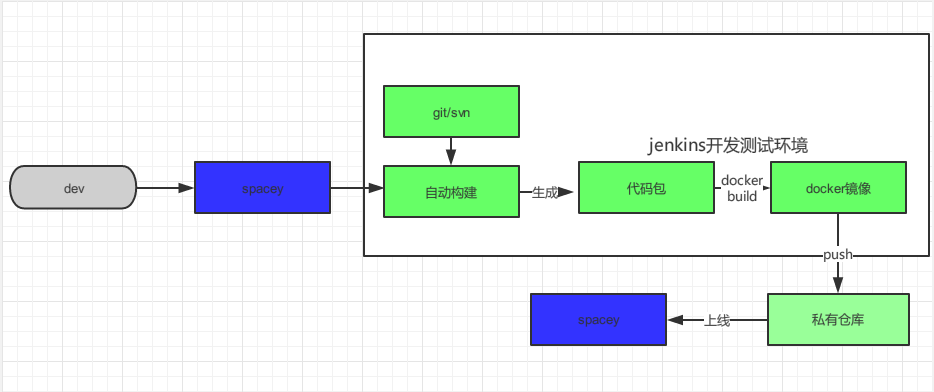 git/svn
jenkins开发测试环境
dev
spacey
自动构建
生成
代码包
docker
build
docker镜像
push
spacey
上线
私有仓库